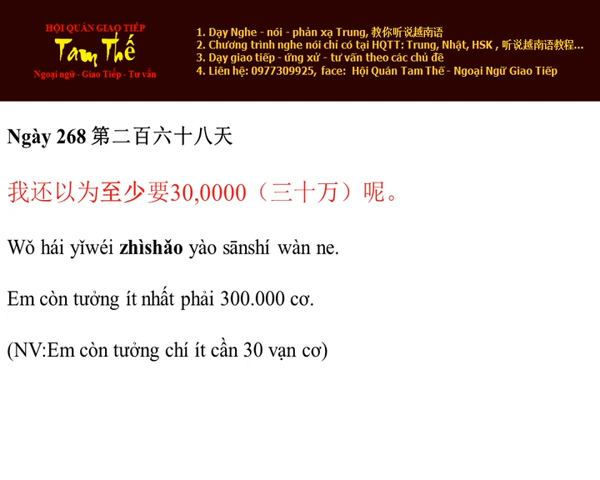 HỘI QUÁN GIAO TIẾP
Tam Thế
Ngoại ngữ - Giao Tiếp - Tư vấn
1. Dạy Nghe - nói - phản xạ Trung, 教你听说越南语
2. Chương trình nghe nói chỉ có tại HQTT: Trung, Nhật, HSK , 听说越南语教程...
3. Dạy giao tiếp - ứng xử - tư vấn theo các chủ đề
4. Liên hệ: 0977309925, face: Hội Quán Tam Thế - Ngoại Ngữ Giao Tiếp
Ngày 268 第二百六十八天
我还以为至少要30,0000（三十万）呢。
Wǒ hái yǐwéi zhìshǎo yào sānshí wàn ne.
Em còn tưởng ít nhất phải 300.000 cơ.
(NV:Em còn tưởng chí ít cần 30 vạn cơ)